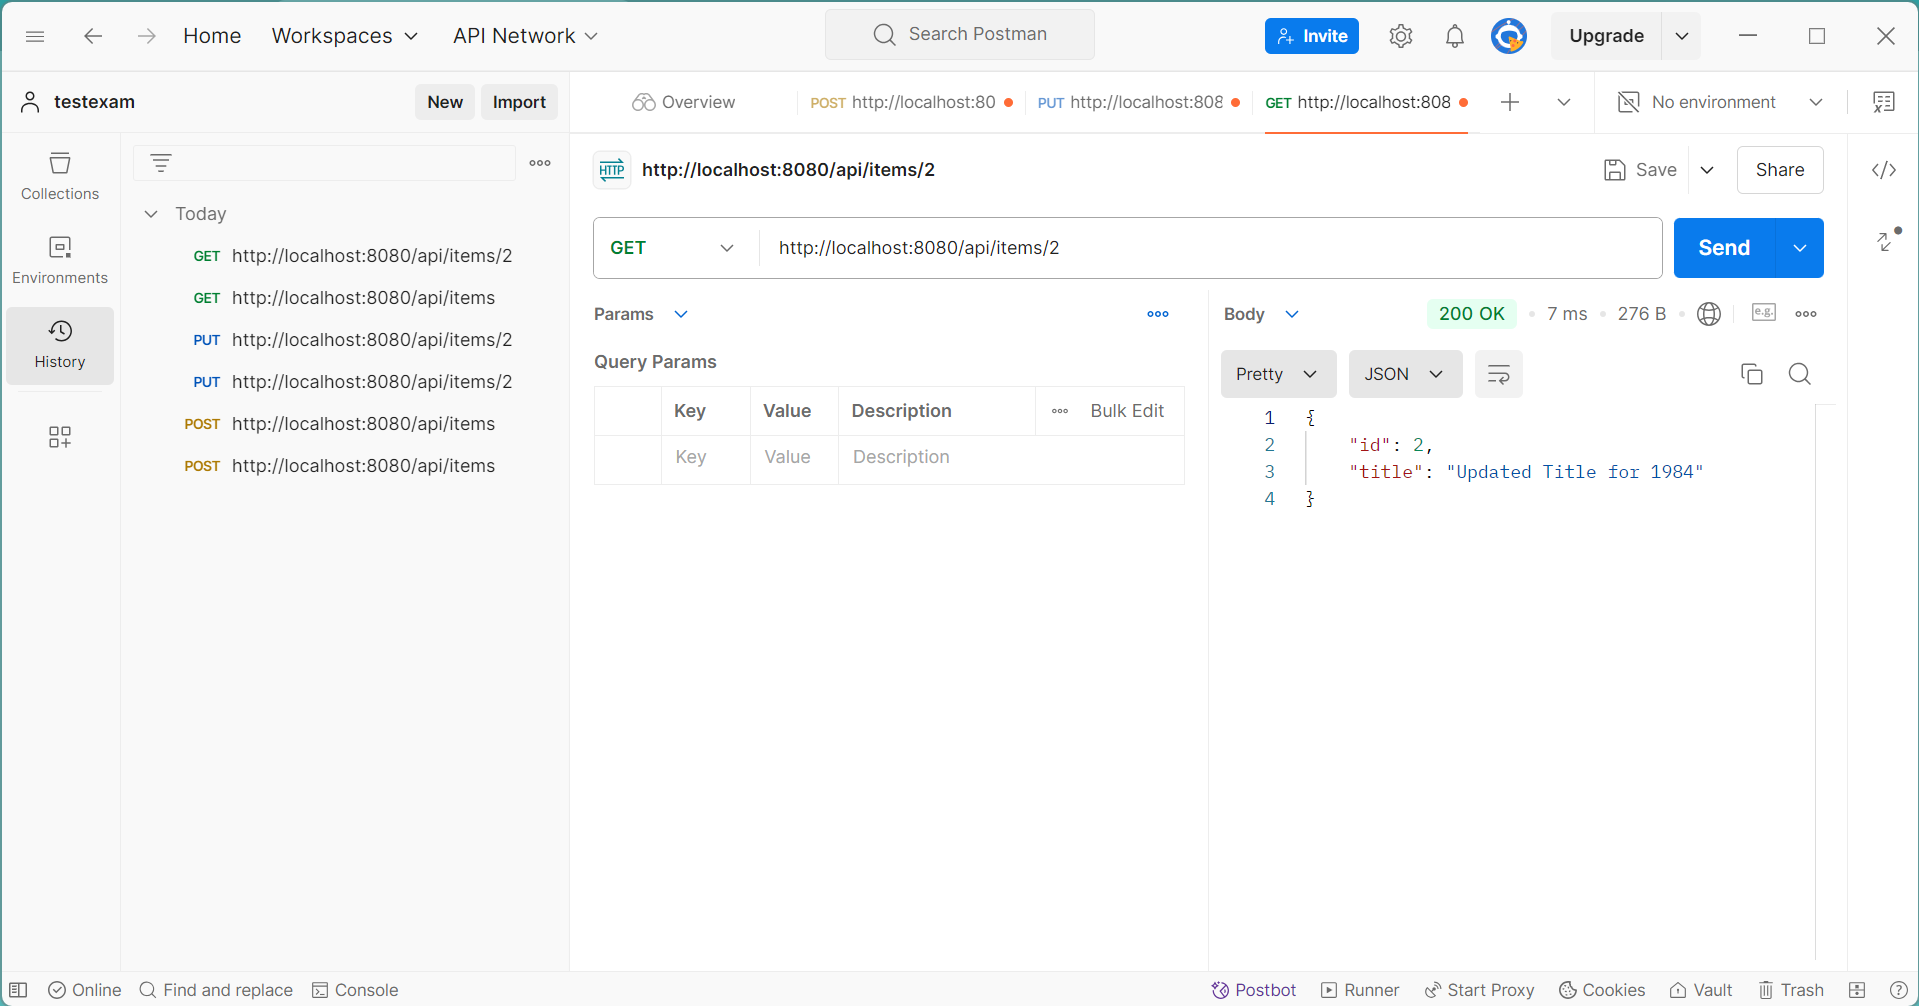 Home Workspaces API Network Search Postman Invite Upgrade
testexam New Import Overview POST http://localhost:80 PUT http://localhost:808 GET http://localhost:808 No environment
Collections
Environments
History
Today
GET http://localhost:8080/api/items/2
GET http://localhost:8080/api/items
PUT http://localhost:8080/api/items/2
PUT http://localhost:8080/api/items/2
POST http://localhost:8080/api/items
POST http://localhost:8080/api/items
HTTP http://localhost:8080/api/items/2 Save Share
GET http://localhost:8080/api/items/2 Send
Params
Query Params
Key Value Description Bulk Edit
Key Value Description
Body 200 OK 7 ms 276 B e.g.
Pretty JSON
1 {
2 "id": 2,
3 "title": "Updated Title for 1984"
4 }
Online Find and replace Console Postbot Runner Start Proxy Cookies Vault Trash